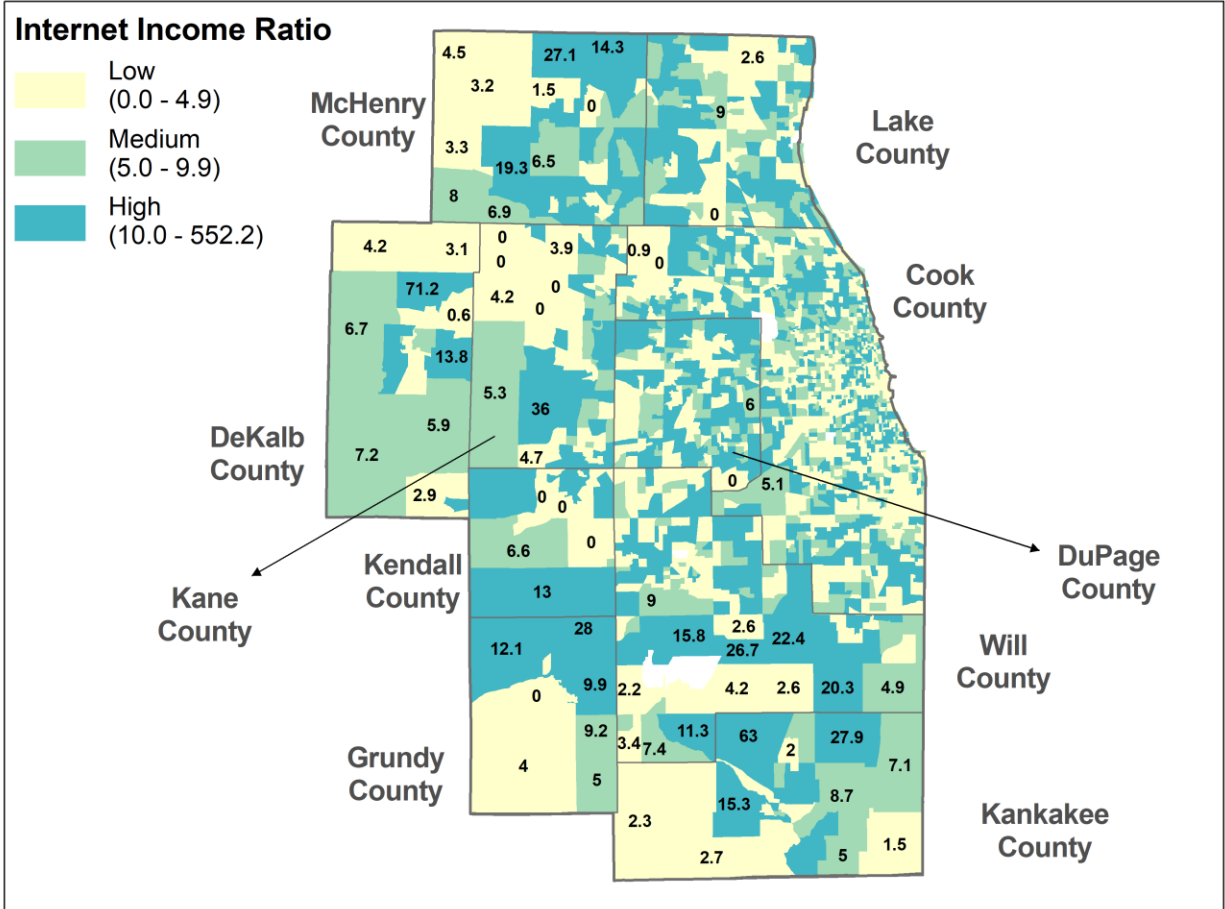 Internet Income Ratio
Low
(0.0 - 4.9)
Medium
(5.0 - 9.9)
High
(10.0 - 552.2)
McHenry
County
Lake
County
Cook
County
DeKalb
County
Kane
County
Kendall
County
DuPage
County
Will
County
Grundy
County
Kankakee
County
4.5
27.1
14.3
2.6
3.2
1.5
0
9
3.3
19.3
6.5
8
6.9
0
4.2
3.1
0
3.9
0.9
0
0
71.2
4.2
0
0.6
0
6.7
13.8
5.3
36
6
5.9
7.2
4.7
2.9
0
0
0
5.1
6.6
0
13
9
28
12.1
15.8
2.6
22.4
26.7
0
9.9
2.2
4.2
2.6
20.3
4.9
9.2
3.4
7.4
11.3
63
2
27.9
7.1
4
5
15.3
8.7
2.3
2.7
5
1.5